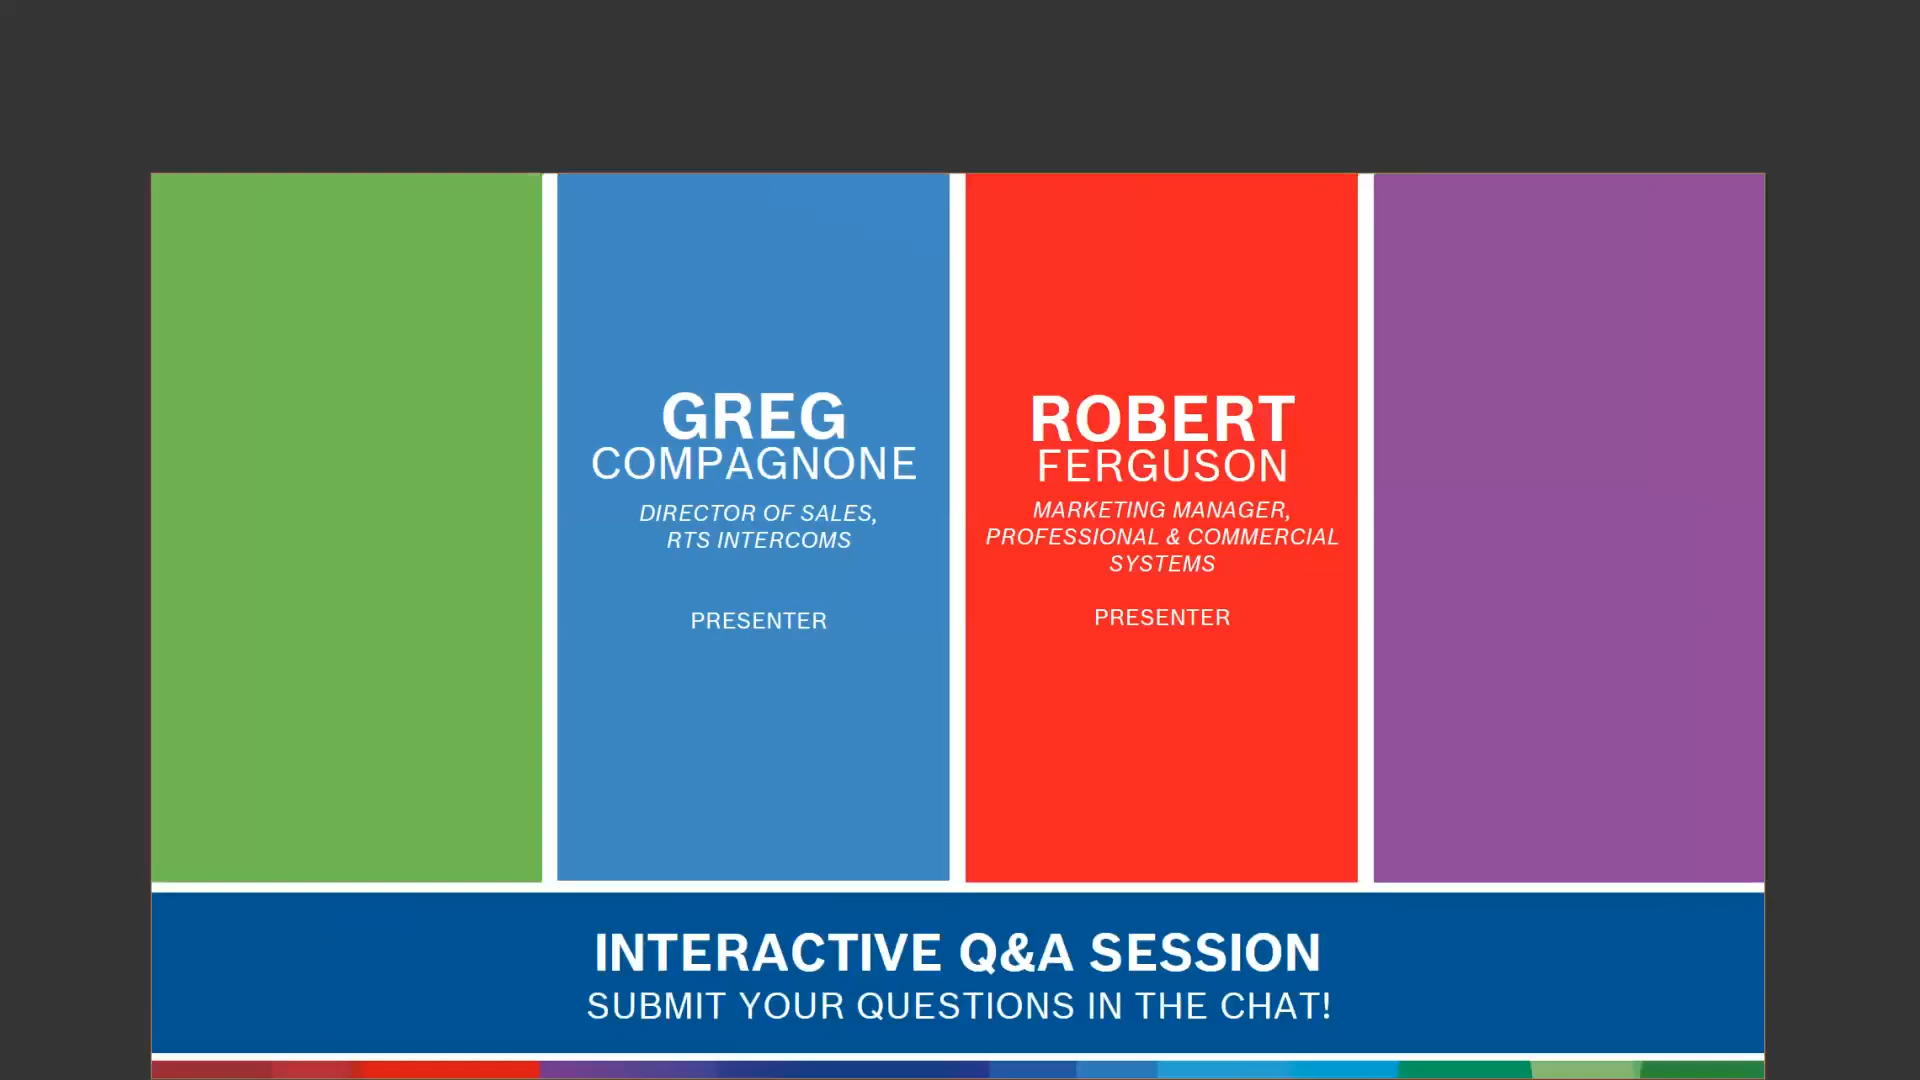 GREG
COMPAGNONE
DIRECTOR OF SALES,
RTS INTERCOMS
PRESENTER
ROBERT
FERGUSON
MARKETING MANAGER,
PROFESSIONAL & COMMERCIAL
SYSTEMS
PRESENTER
INTERACTIVE Q&A SESSION
SUBMIT YOUR QUESTIONS IN THE CHAT!